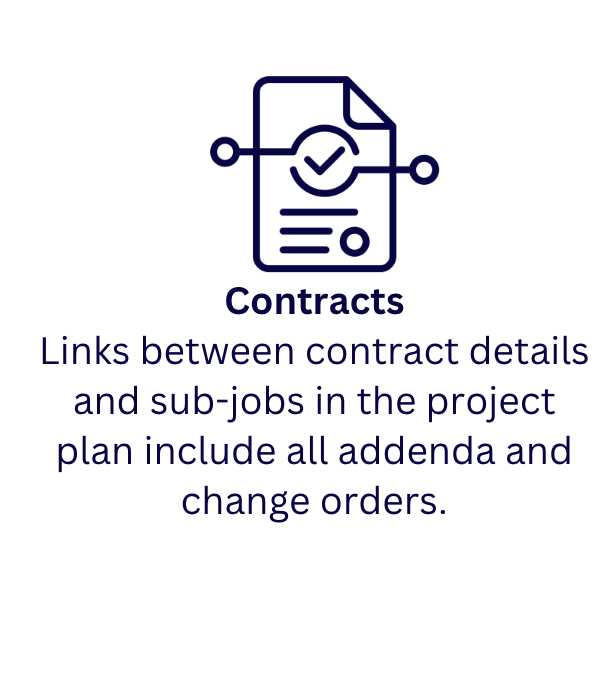 Contracts
Links between contract details
and sub-jobs in the project
plan include all addenda and
change orders.